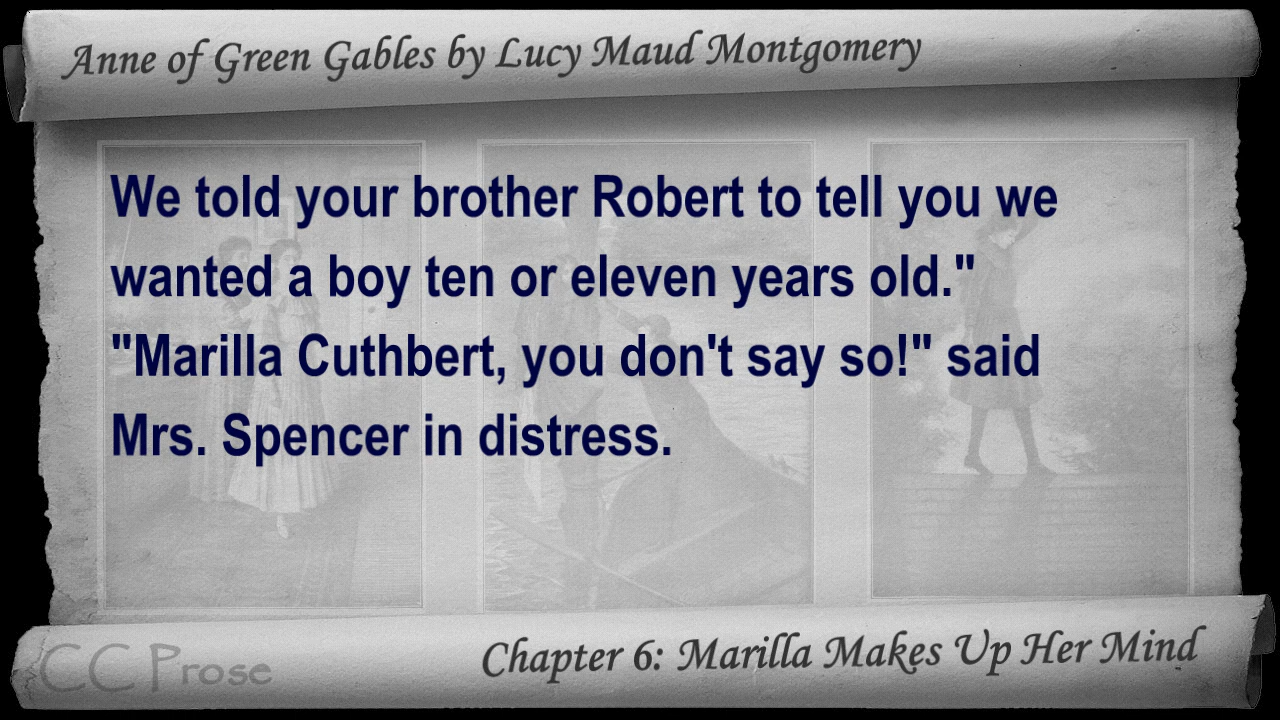 Anne of Green Gables by Lucy Maud Montgomery
We told your brother Robert to tell you we
wanted a boy ten or eleven years old."
"Marilla Cuthbert, you don't say so!" said
Mrs. Spencer in distress.
CC Prose
Chapter 6: Marilla Makes Up Her Mind